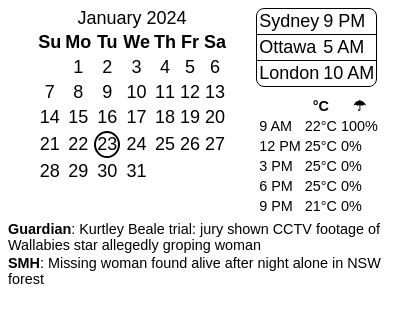 January 2024
Su Mo Tu We Th Fr Sa
1 2 3 4 5 6
7 8 9 10 11 12 13
14 15 16 17 18 19 20
21 22 23 24 25 26 27
28 29 30 31
Sydney 9 PM
Ottawa 5 AM
London 10 AM
°C ☂
9 AM 22°C 100%
12 PM 25°C 0%
3 PM 25°C 0%
6 PM 25°C 0%
9 PM 21°C 0%
Guardian: Kurtley Beale trial: jury shown CCTV footage of
Wallabies star allegedly groping woman
SMH: Missing woman found alive after night alone in NSW
forest